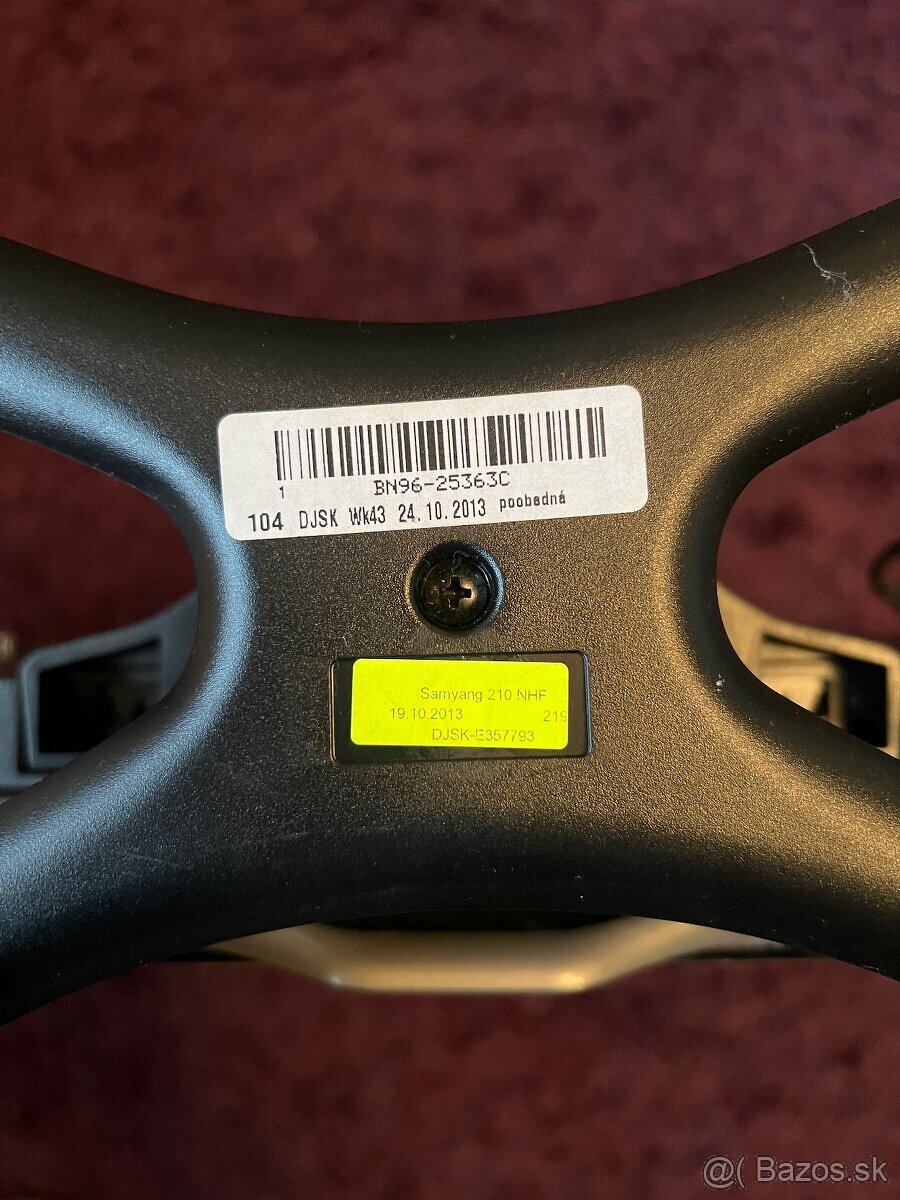 1 BN96-25363C
104 DJSK Wk43 24.10.2013 poobedná
Samyang 210 NHF
19.10.2013 219
DJSK-E357793
@( Bazos.sk